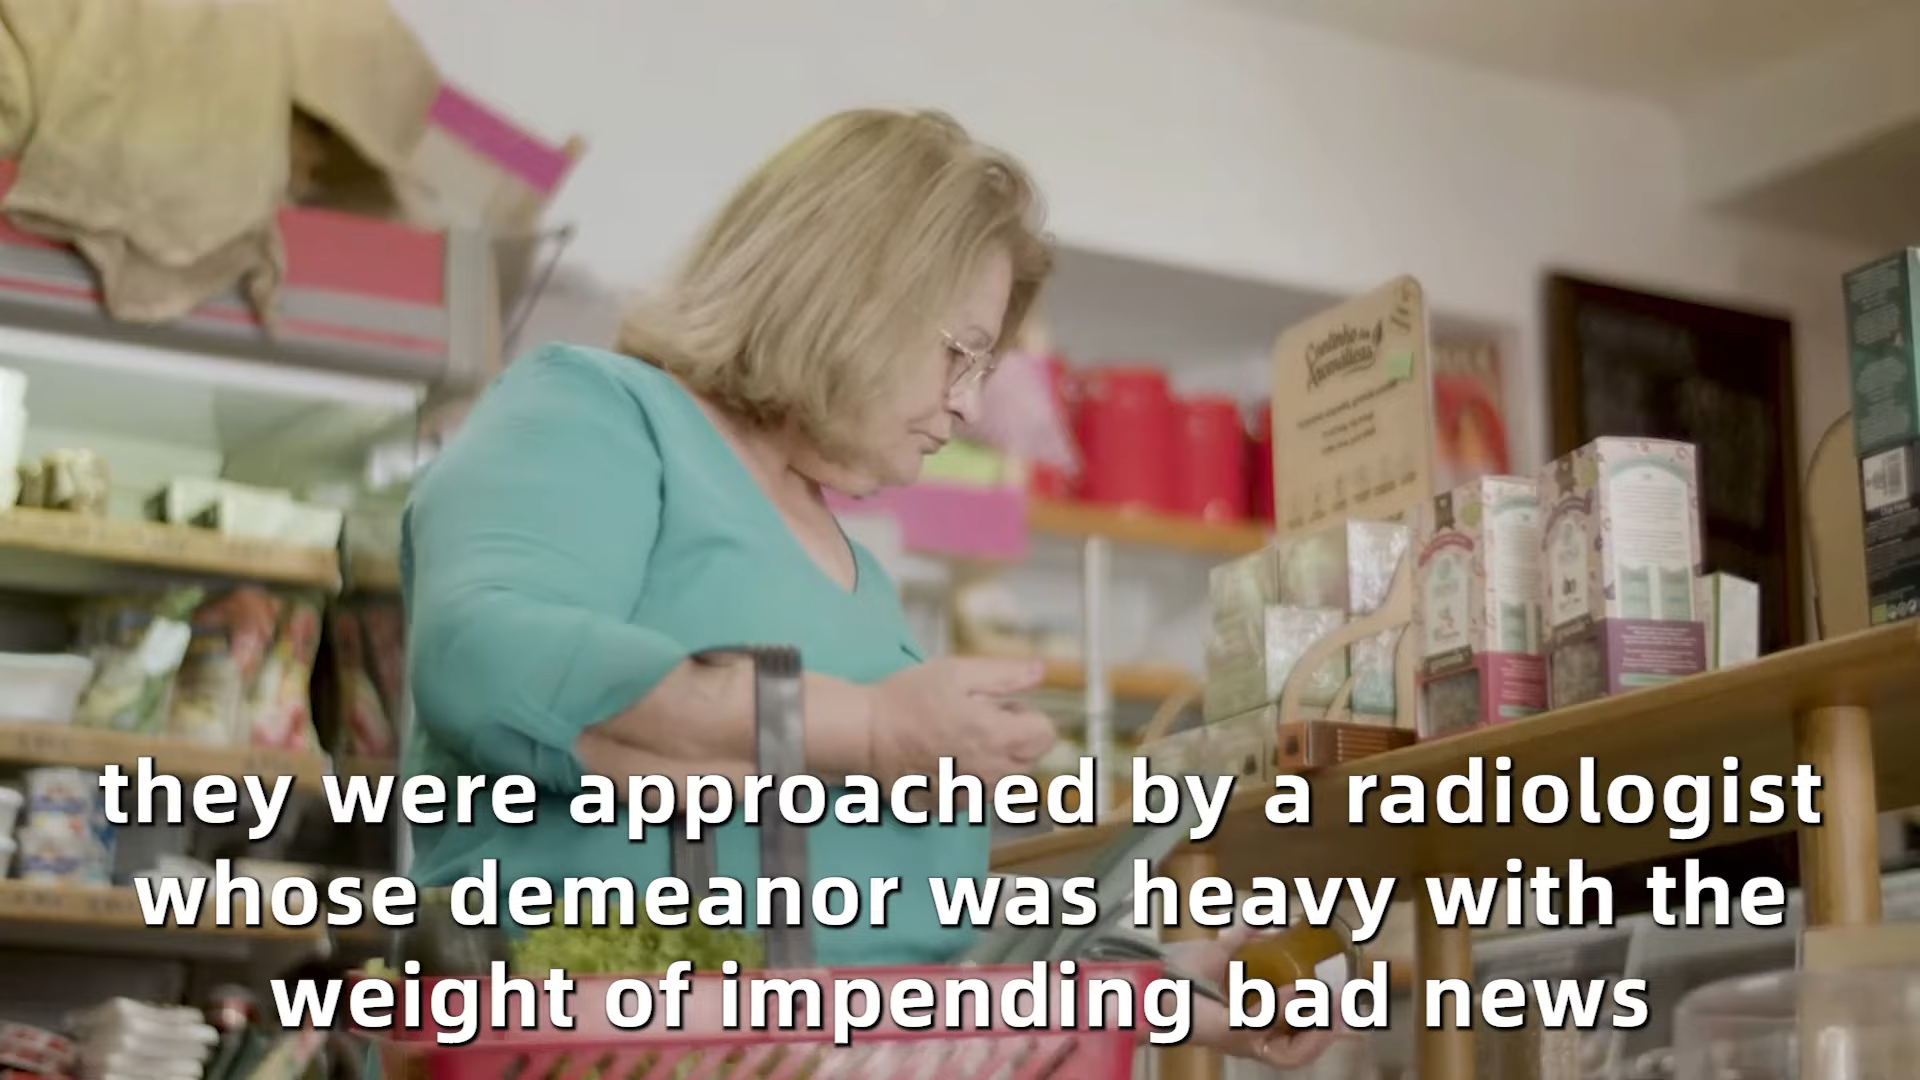 they were approached by a radiologist
whose demeanor was heavy with the
weight of impending bad news